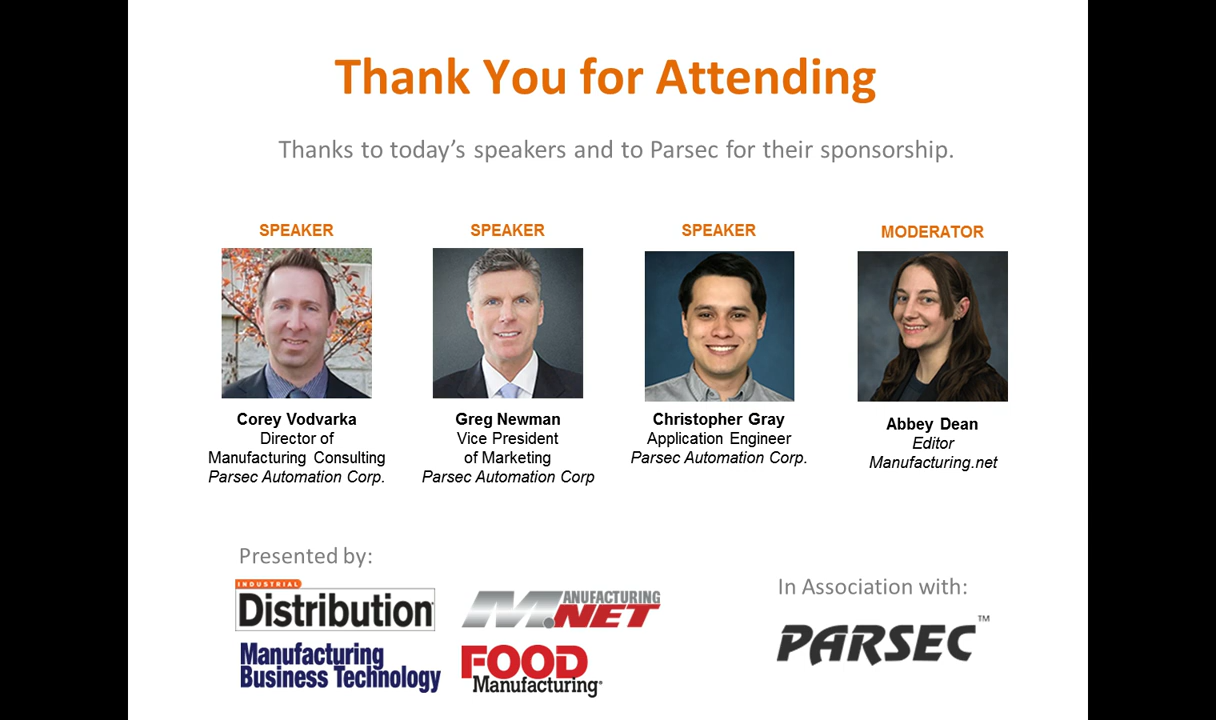 Thank You for Attending
Thanks to today's speakers and to Parsec for their sponsorship.
SPEAKER
Corey Vodvarka
Director of
Manufacturing Consulting
Parsec Automation Corp.
SPEAKER
Greg Newman
Vice President
of Marketing
Parsec Automation Corp
SPEAKER
Christopher Gray
Application Engineer
Parsec Automation Corp.
MODERATOR
Abbey Dean
Editor
Manufacturing.net
Presented by:
INDUSTRIAL
Distribution
MANUFACTURING
.NET
Manufacturing
Business Technology
FOOD
Manufacturing®
In Association with:
PARSEC™